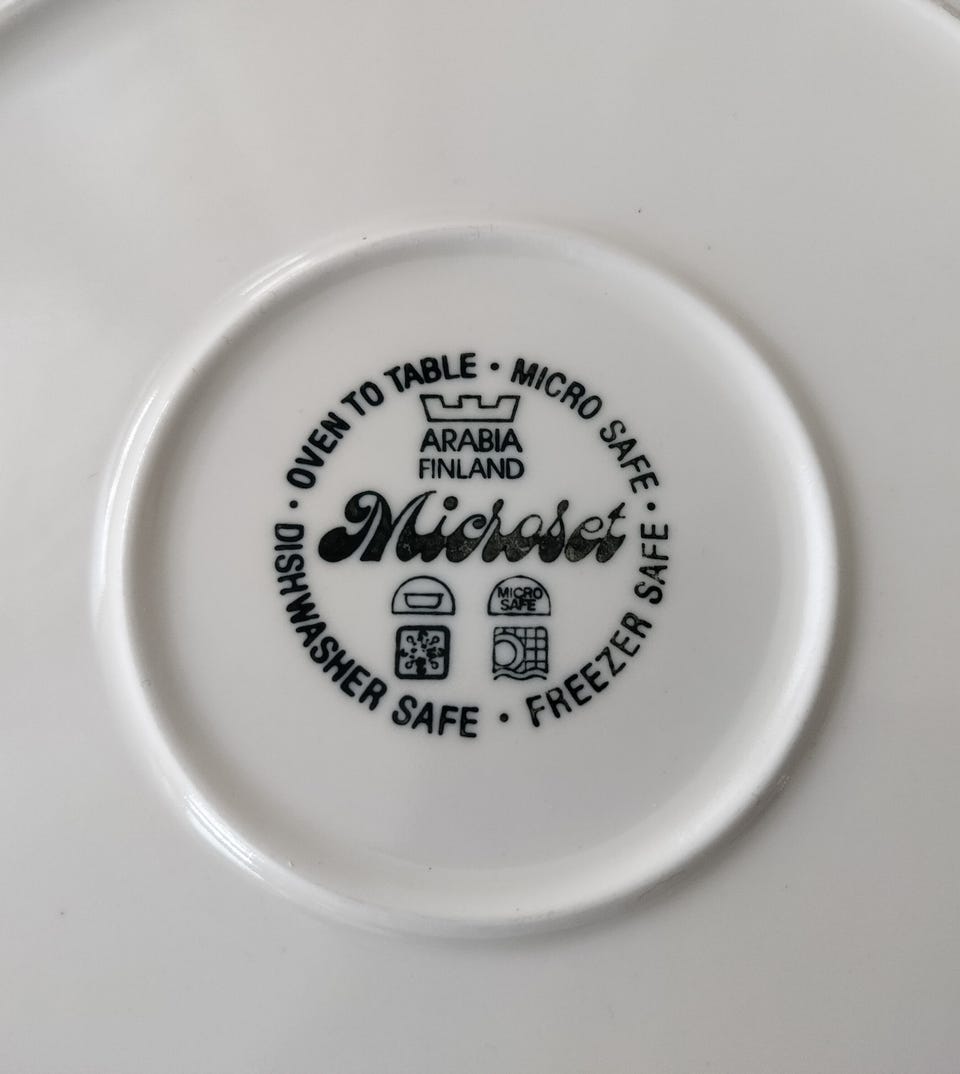 OVEN TO TABLE • MICRO SAFE • FREEZER SAFE • DISHWASHER SAFE •
ARABIA
FINLAND
Microset
MICRO
SAFE